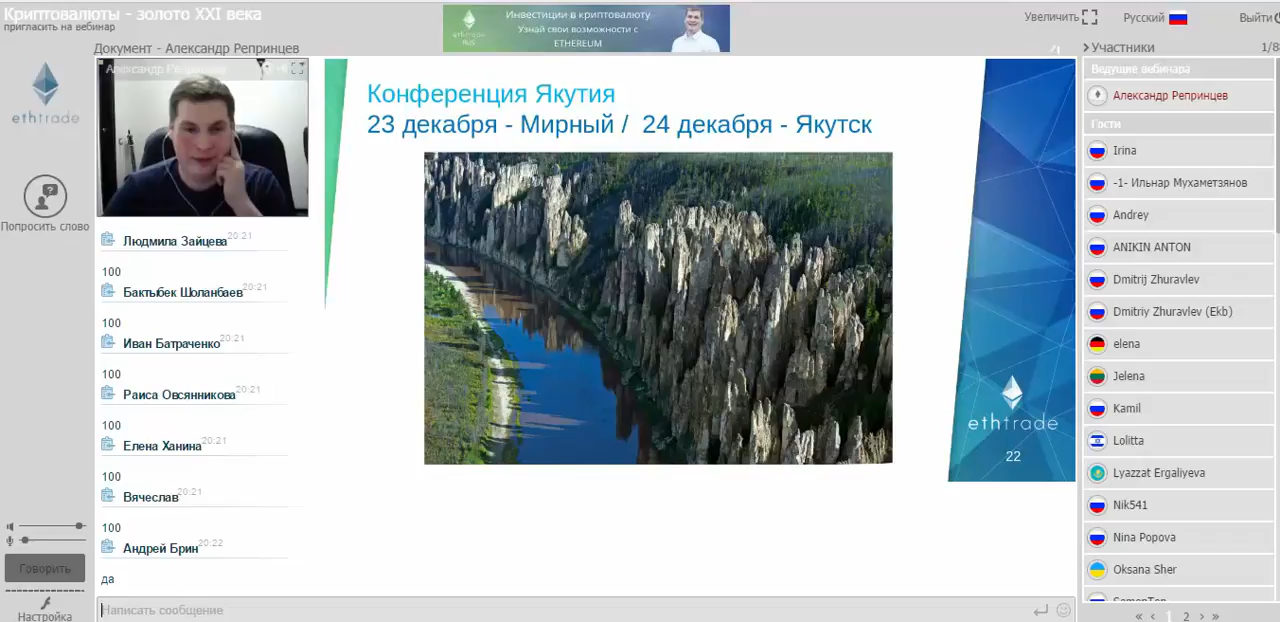 Криптовалюты - золото XXI века
пригласить на вебинар
Инвестиции в криптовалюту
Узнай свои возможности с
ETHEREUM
Увеличить
Русский
Выйти
Документ - Александр Репринцев
Александр Репринцев
ethtrade
Попросить слово
Людмила Зайцева 20:21
100
Бактыбек Шоланбаев 20:21
100
Иван Батраченко 20:21
100
Раиса Овсянникова 20:21
100
Елена Ханина 20:21
100
Вячеслав 20:21
100
Андрей Брин 20:22
да
Говорить
Настройка
Написать сообщение
Конференция Якутия
23 декабря - Мирный / 24 декабря - Якутск
ethtrade
22
Участники
Ведущие вебинара
Александр Репринцев
Гости
Irina
-1- Ильнар Мухаметзянов
Andrey
ANIKIN ANTON
Dmitrij Zhuravlev
Dmitriy Zhuravlev (Ekb)
elena
Jelena
Kamil
Lolitta
Lyazzat Ergaliyeva
Nik541
Nina Popova
Oksana Sher
« < 1 2 > »